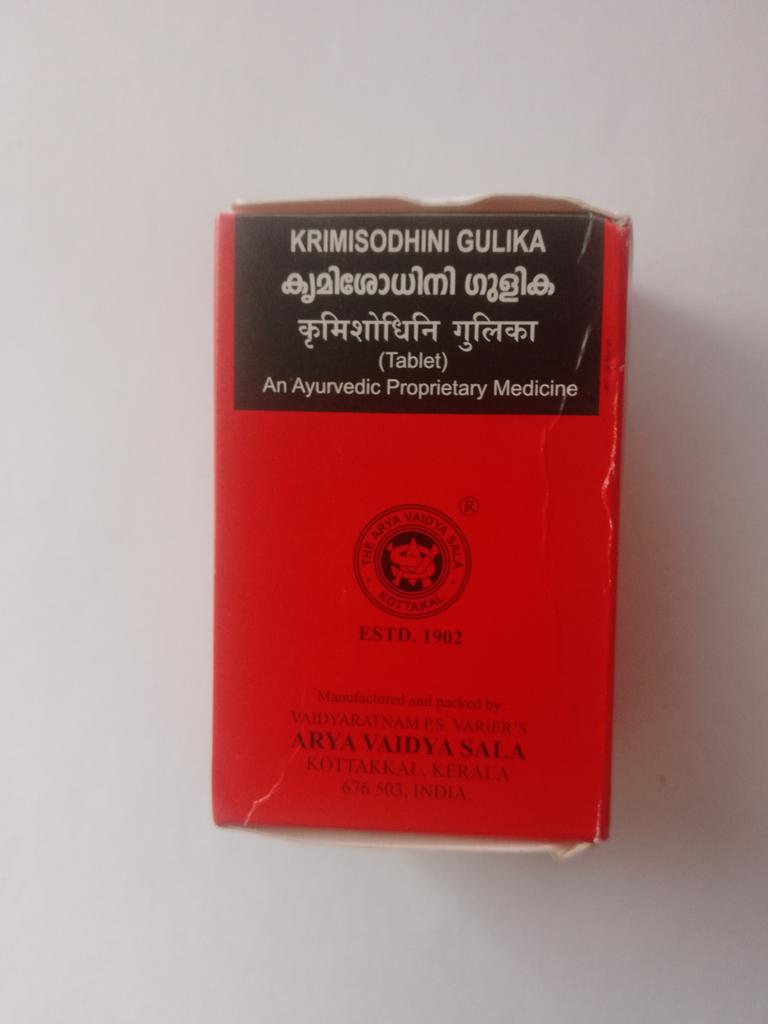 KRIMISODHINI GULIKA
കൃമിശോധിനി ഗുളിക
कृमिशोधिनि गुलिका
(Tablet)
An Ayurvedic Proprietary Medicine
®
THE ARYA VAIDYA SALA
KOTTAKAL
ESTD. 1902
Manufactured and packed by:
VAIDYARATNAM P.S. VARIER'S
ARYA VAIDYA SALA
KOTTAKKAL, KERALA
676 503, INDIA.